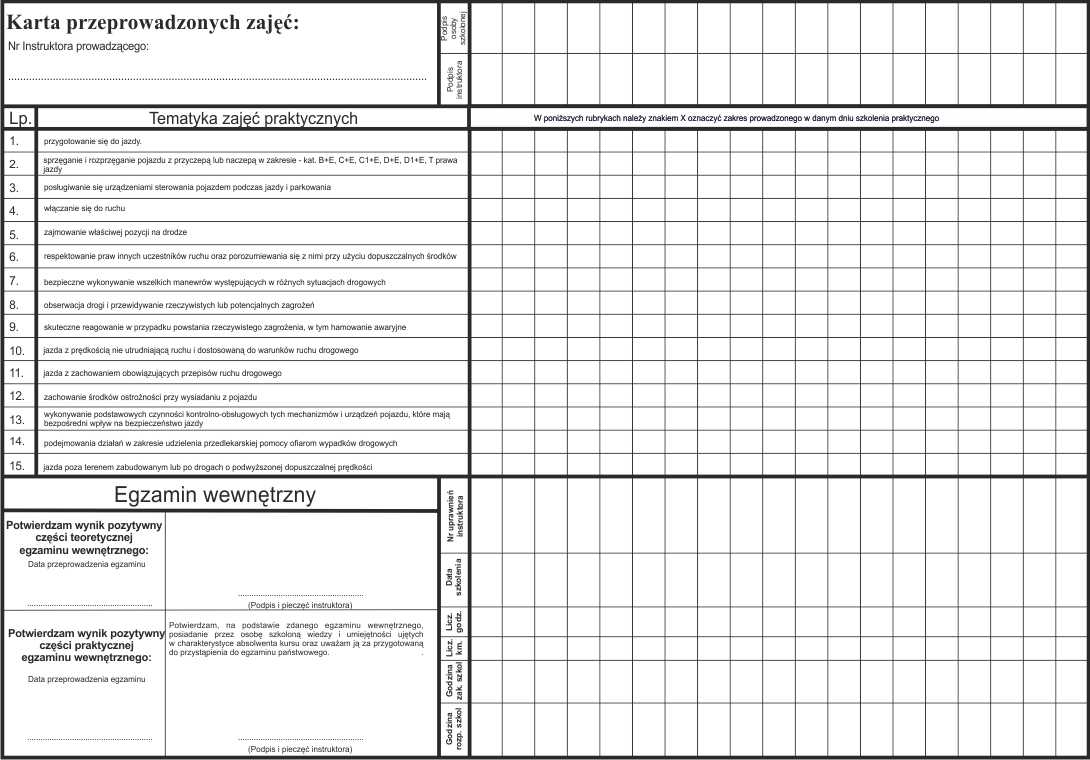 Karta przeprowadzonych zajęć:
Nr Instruktora prowadzącego:
Podpis
osoby
szkolonej
Podpis
instruktora
Lp.
Tematyka zajęć praktycznych
W poniższych rubrykach należy znakiem X oznaczyć zakres prowadzonego w danym dniu szkolenia praktycznego
1. przygotowanie się do jazdy.
2. sprzęganie i rozprzęganie pojazdu z przyczepą lub naczepą w zakresie - kat. B+E, C+E, C1+E, D+E, D1+E, T prawa
jazdy
3. posługiwanie się urządzeniami sterowania pojazdem podczas jazdy i parkowania
4. włączanie się do ruchu
5. zajmowanie właściwej pozycji na drodze
6. respektowanie praw innych uczestników ruchu oraz porozumiewania się z nimi przy użyciu dopuszczalnych środków
7. bezpieczne wykonywanie wszelkich manewrów występujących w różnych sytuacjach drogowych
8. obserwacja drogi i przewidywanie rzeczywistych lub potencjalnych zagrożeń
9. skuteczne reagowanie w przypadku powstania rzeczywistego zagrożenia, w tym hamowanie awaryjne
10. jazda z prędkością nie utrudniającą ruchu i dostosowaną do warunków ruchu drogowego
11. jazda z zachowaniem obowiązujących przepisów ruchu drogowego
12. zachowanie środków ostrożności przy wysiadaniu z pojazdu
13. wykonywanie podstawowych czynności kontrolno-obsługowych tych mechanizmów i urządzeń pojazdu, które mają
bezpośredni wpływ na bezpieczeństwo jazdy
14. podejmowania działań w zakresie udzielenia przedlekarskiej pomocy ofiarom wypadków drogowych
15. jazda poza terenem zabudowanym lub po drogach o podwyższonej dopuszczalnej prędkości
Egzamin wewnętrzny
Potwierdzam wynik pozytywny
części teoretycznej
egzaminu wewnętrznego:
Data przeprowadzenia egzaminu
(Podpis i pieczęć instruktora)
Potwierdzam wynik pozytywny
części praktycznej
egzaminu wewnętrznego:
Data przeprowadzenia egzaminu
Potwierdzam, na podstawie zdanego egzaminu wewnętrznego,
posiadanie przez osobę szkoloną wiedzy i umiejętności ujętych
w charakterystyce absolwenta kursu oraz uważam ją za przygotowaną
do przystąpienia do egzaminu państwowego.
(Podpis i pieczęć instruktora)
Nr uprawnień
instruktora
Data
szkolenia
Licz.
godz.
Licz.
km.
Godzina
zak. szkol
Godzina
rozp. szkol